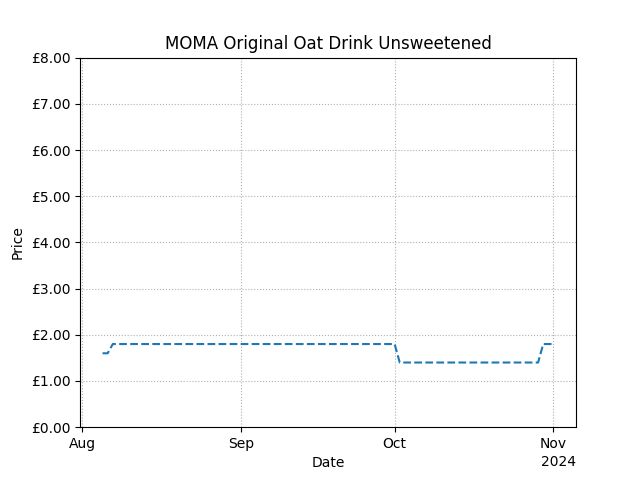 MOMA Original Oat Drink Unsweetened
£8.00
£7.00
£6.00
£5.00
£4.00
£3.00
£2.00
£1.00
£0.00
Price
Aug Sep Oct Nov
2024
Date